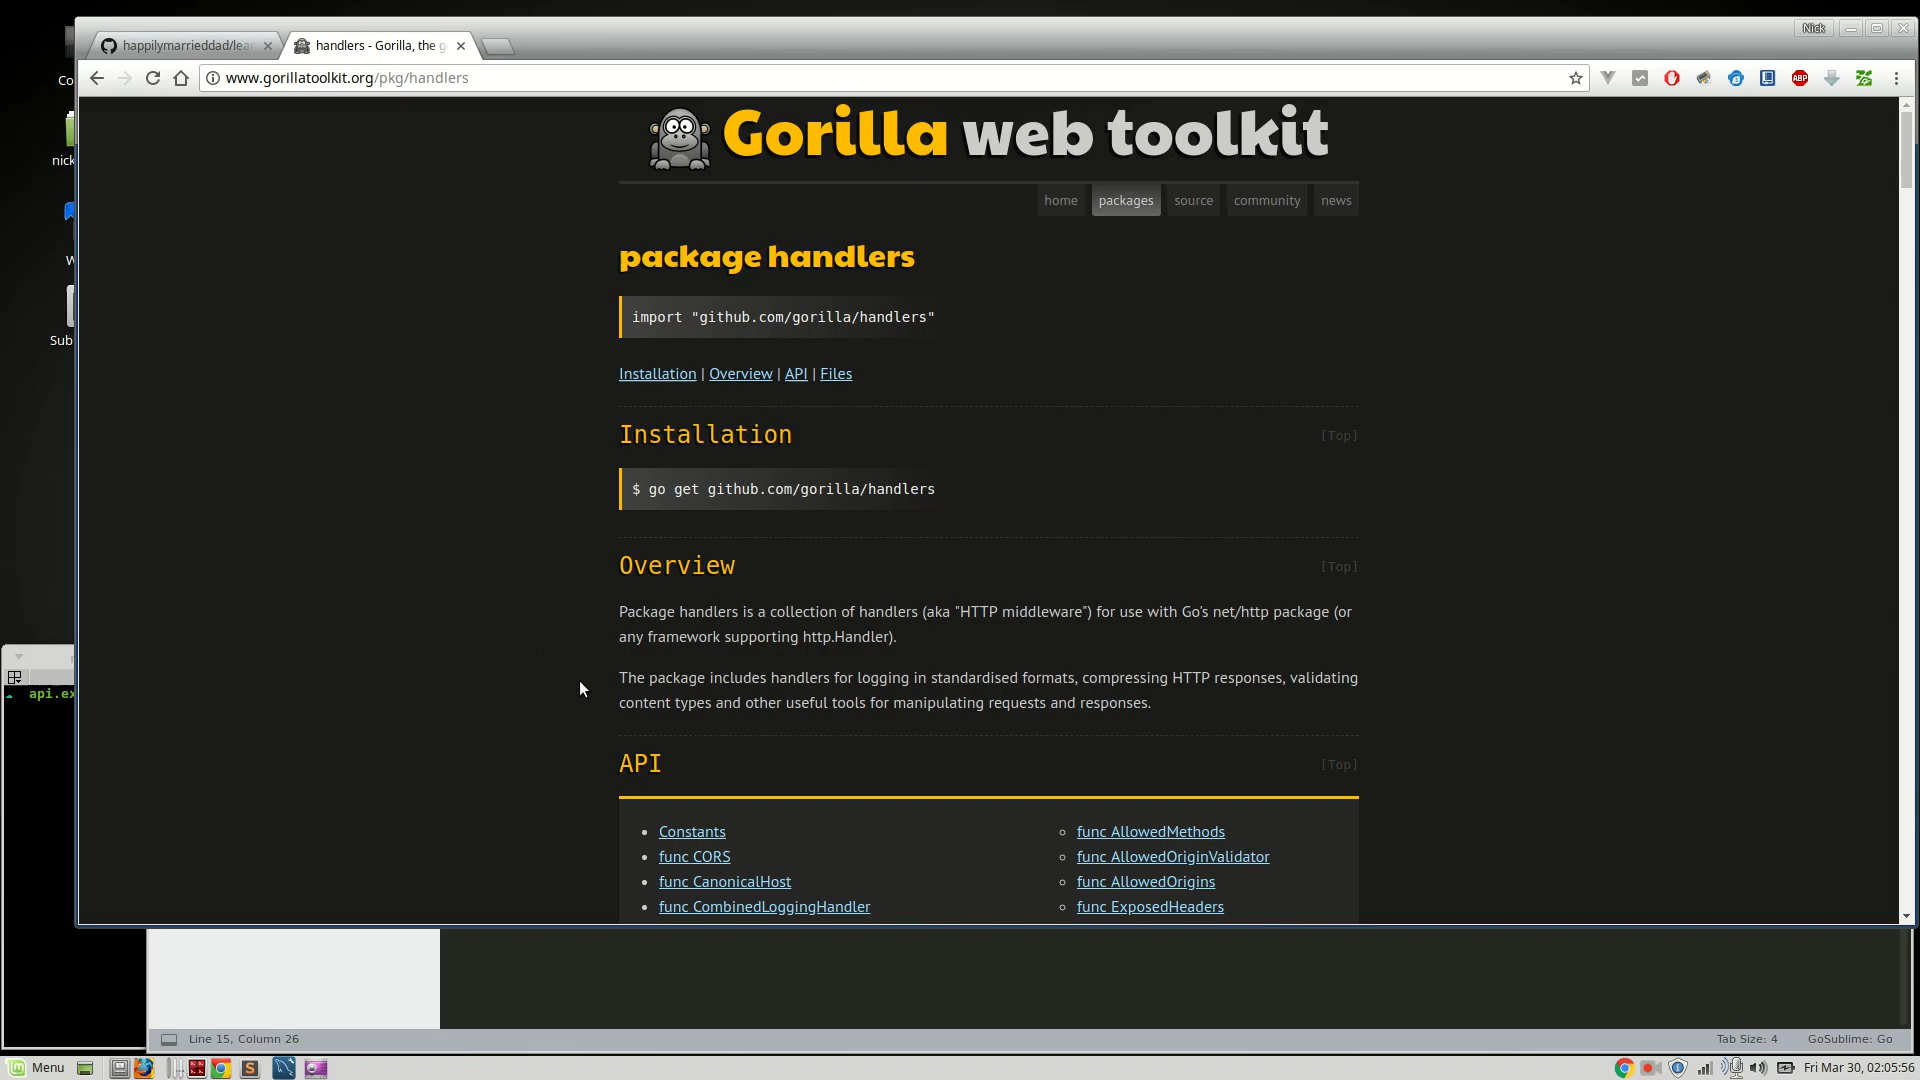 Nick
happilymarrieddad/lea
handlers - Gorilla, the g
www.gorillatoolkit.org/pkg/handlers
ABP
Co
nick
W
Sub
Gorilla web toolkit
home
packages
source
community
news
package handlers
import "github.com/gorilla/handlers"
Installation | Overview | API | Files
Installation
[Top]
$ go get github.com/gorilla/handlers
Overview
[Top]
Package handlers is a collection of handlers (aka "HTTP middleware") for use with Go's net/http package (or
any framework supporting http.Handler).
The package includes handlers for logging in standardised formats, compressing HTTP responses, validating
content types and other useful tools for manipulating requests and responses.
api.ex
API
[Top]
Constants
func CORS
func CanonicalHost
func CombinedLoggingHandler
func AllowedMethods
func AllowedOriginValidator
func AllowedOrigins
func ExposedHeaders
Line 15, Column 26
Tab Size: 4
GoSublime: Go
Menu
Fri Mar 30, 02:05:56